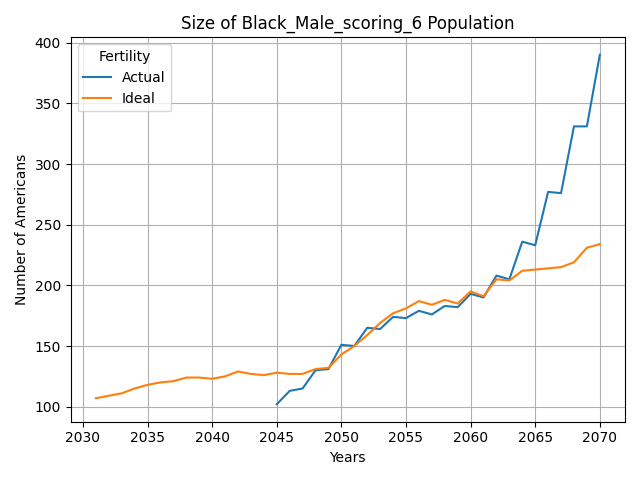 Size of Black_Male_scoring_6 Population
Fertility
Actual
Ideal
Number of Americans
400
350
300
250
200
150
100
2030 2035 2040 2045 2050 2055 2060 2065 2070
Years